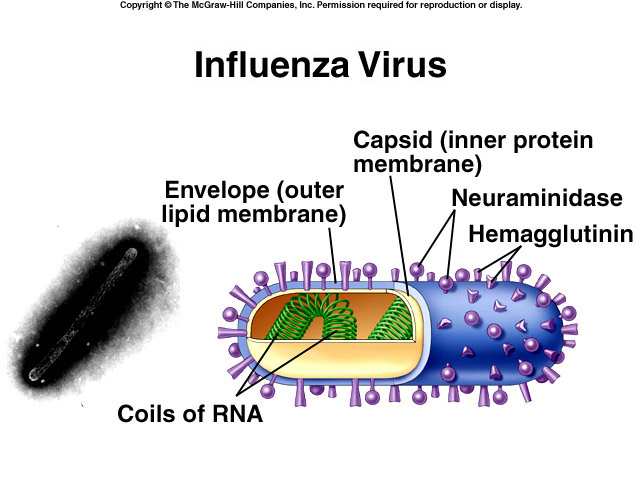 Copyright © The McGraw-Hill Companies, Inc. Permission required for reproduction or display.
Influenza Virus
Capsid (inner protein
membrane)
Envelope (outer
lipid membrane)
Neuraminidase
Hemagglutinin
Coils of RNA